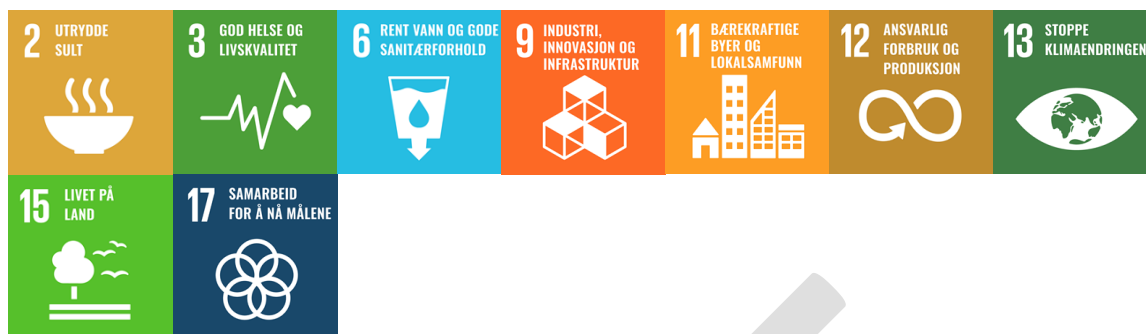 2 UTRYDDE
SULT
3 GOD HELSE OG
LIVSKVALITET
6 RENT VANN OG GODE
SANITÆRFORHOLD
9 INDUSTRI,
INNOVASJON OG
INFRASTRUKTUR
11 BÆREKRAFTIGE
BYER OG
LOKALSAMFUNN
12 ANSVARLIG
FORBRUK OG
PRODUKSJON
13 STOPPE
KLIMAENDRINGEN
15 LIVET PÅ
LAND
17 SAMARBEID
FOR Å NÅ MÅLENE